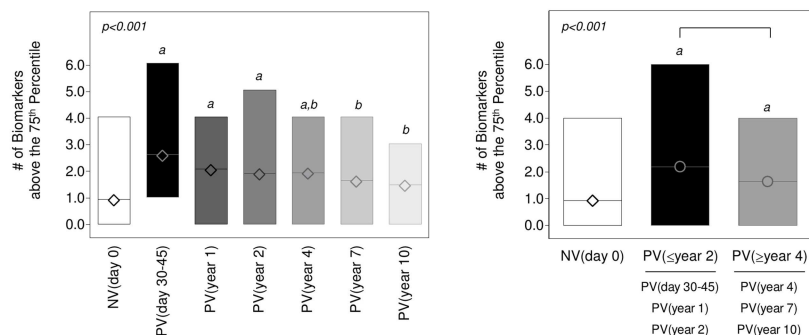 # of Biomarkers
above the 75th Percentile
p<0.001
6.0
5.0
4.0
3.0
2.0
1.0
0.0
a
a
a
a,b
b
b
NV(day 0)
PV(day 30-45)
PV(year 1)
PV(year 2)
PV(year 4)
PV(year 7)
PV(year 10)
# of Biomarkers
above the 75th Percentile
p<0.001
6.0
5.0
4.0
3.0
2.0
1.0
0.0
a
a
NV(day 0)
PV(≤year 2)
PV(≥year 4)
PV(day 30-45)
PV(year 4)
PV(year 1)
PV(year 7)
PV(year 2)
PV(year 10)